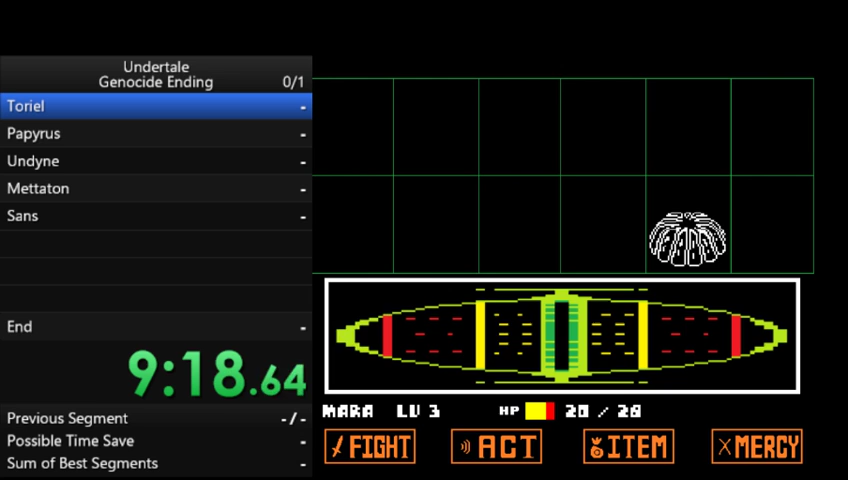 Undertale
Genocide Ending 0/1
Toriel -
Papyrus -
Undyne -
Mettaton -
Sans -
End -
9:18.64
Previous Segment -/-
Possible Time Save -
Sum of Best Segments -
MARA LV 3 HP 20 / 28
FIGHT ACT ITEM MERCY